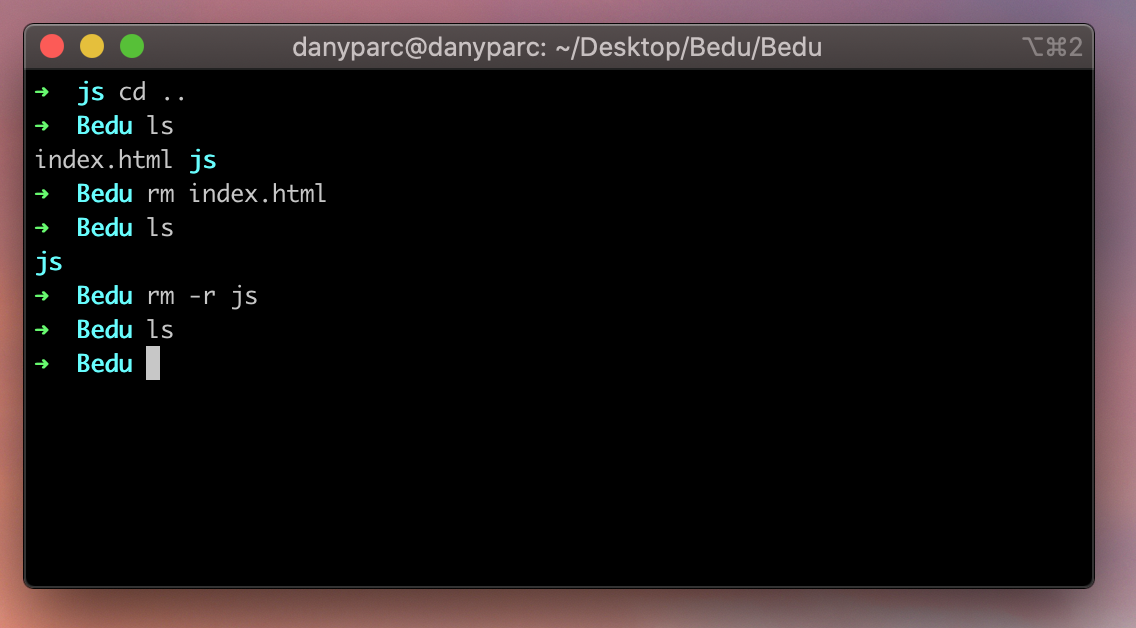 danyparc@danyparc: ~/Desktop/Bedu/Bedu ⌥⌘2
➜ js cd ..
➜ Bedu ls
index.html js
➜ Bedu rm index.html
➜ Bedu ls
js
➜ Bedu rm -r js
➜ Bedu ls
➜ Bedu